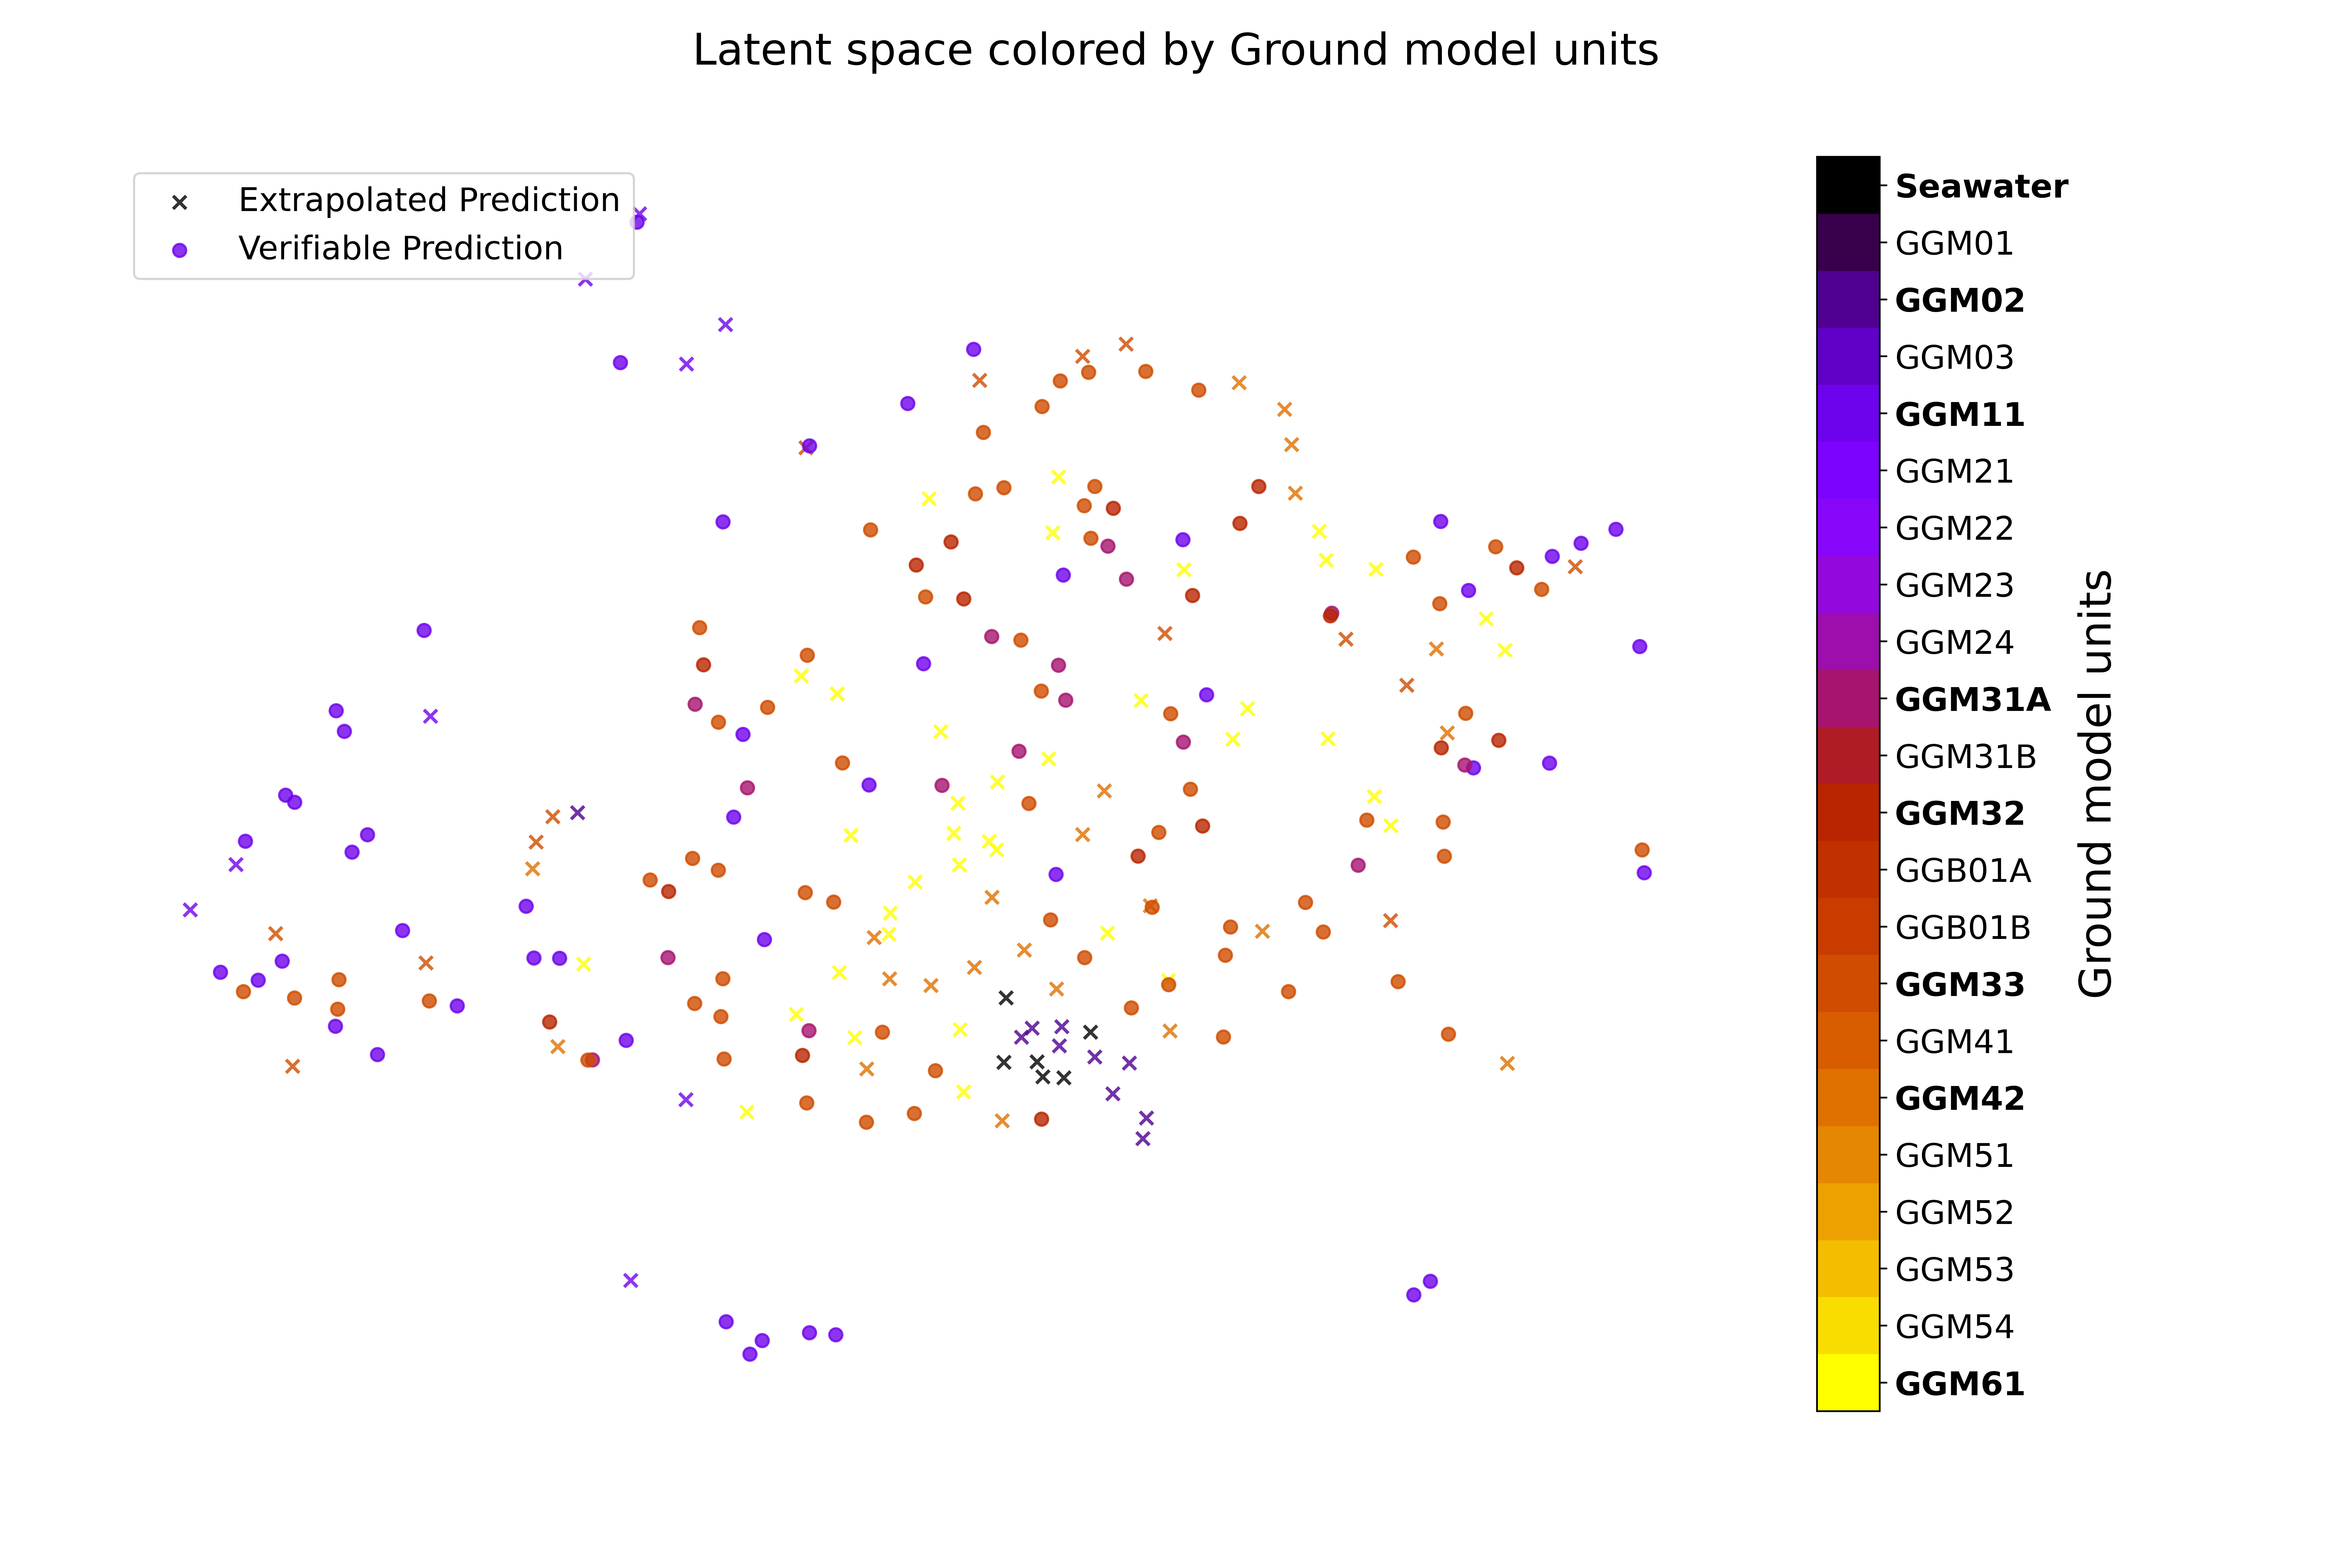 Latent space colored by Ground model units
Extrapolated Prediction
Verifiable Prediction
Seawater
GGM01
GGM02
GGM03
GGM11
GGM21
GGM22
GGM23
GGM24
GGM31A
GGM31B
GGM32
GGB01A
GGB01B
GGM33
GGM41
GGM42
GGM51
GGM52
GGM53
GGM54
GGM61
Ground model units